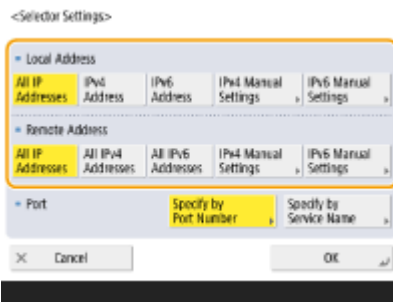 <Selector Settings>
Local Address
All IP Addresses
IPv4 Address
IPv6 Address
IPv4 Manual Settings
IPv6 Manual Settings
Remote Address
All IP Addresses
All IPv4 Addresses
All IPv6 Addresses
IPv4 Manual Settings
IPv6 Manual Settings
Port
Specify by Port Number
Specify by Service Name
Cancel
OK